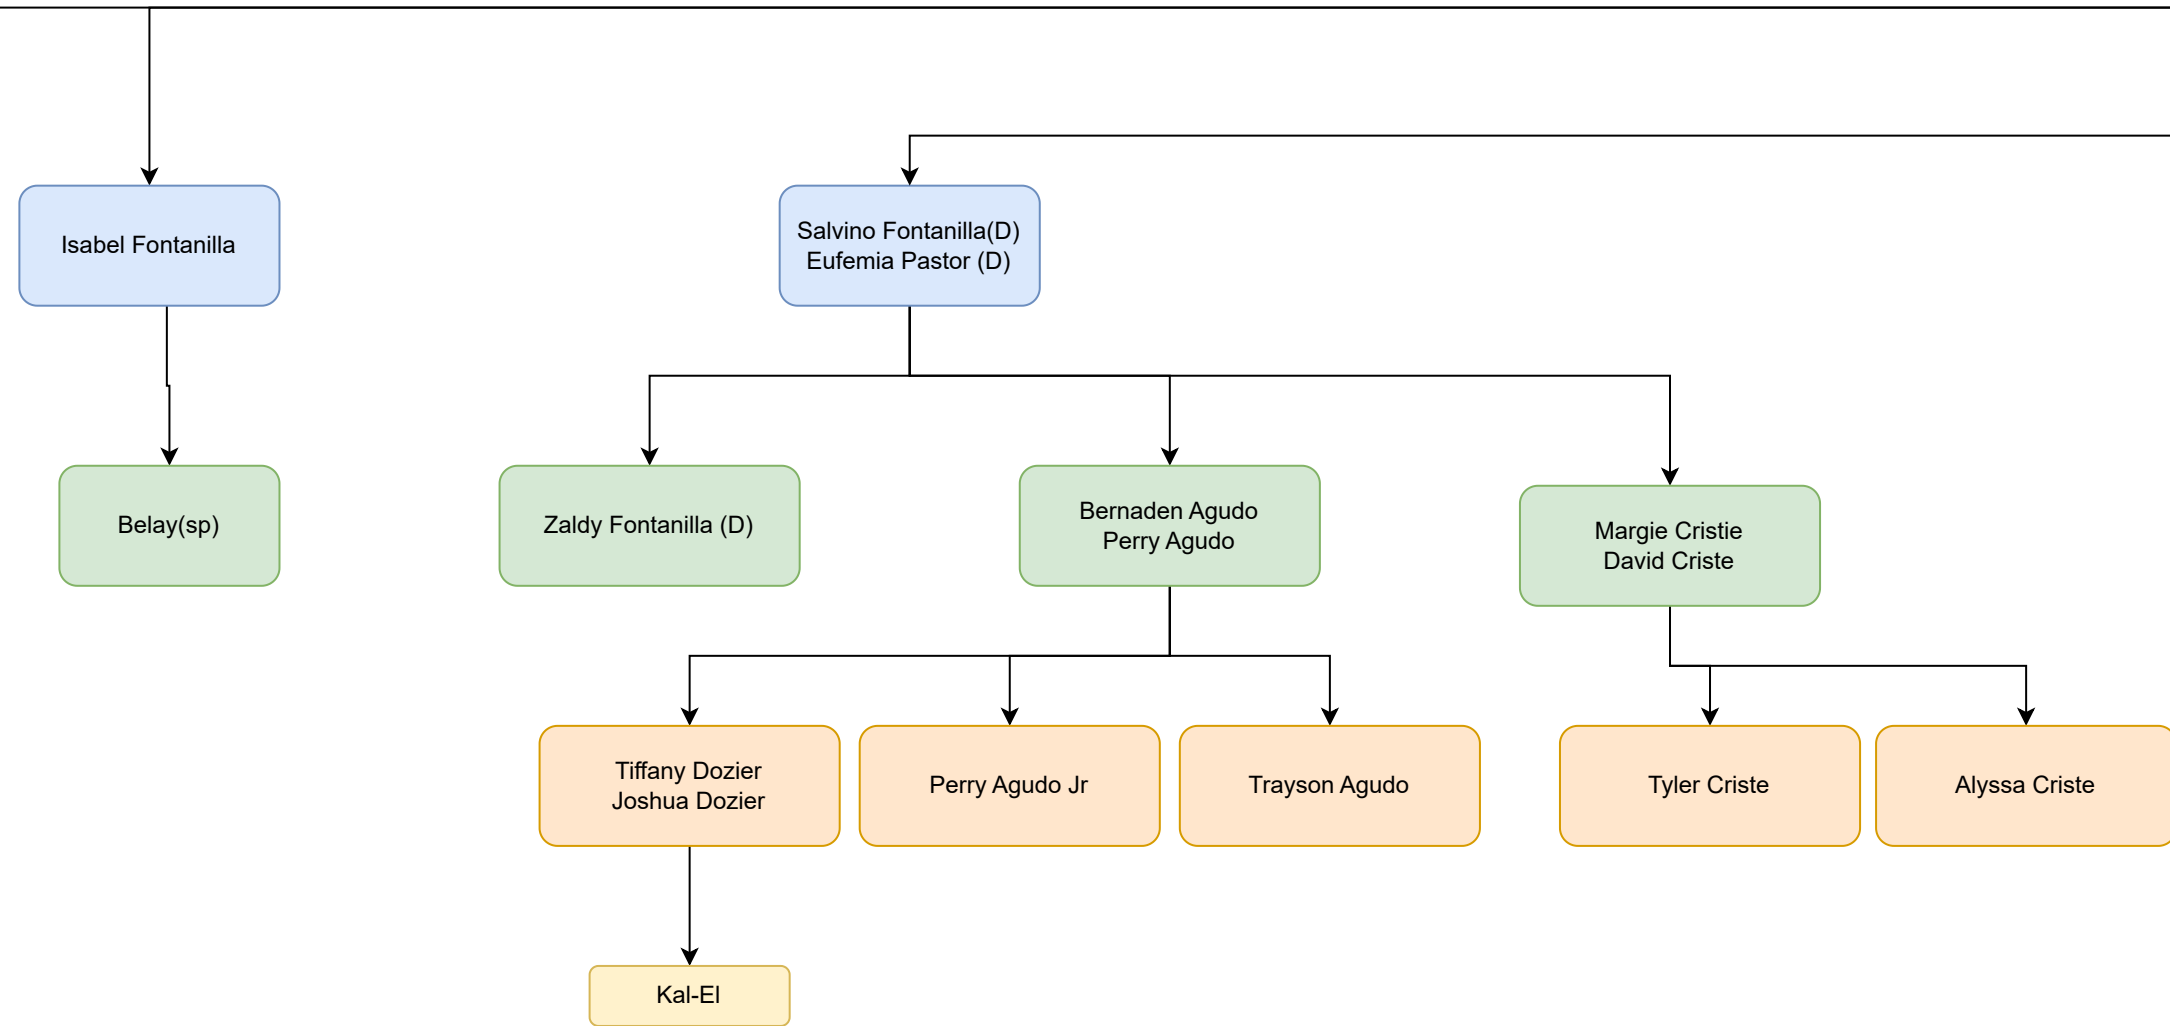 Isabel Fontanilla
Salvino Fontanilla(D)
Eufemia Pastor (D)
Belay(sp)
Zaldy Fontanilla (D)
Bernaden Agudo
Perry Agudo
Margie Cristie
David Criste
Tiffany Dozier
Joshua Dozier
Perry Agudo Jr
Trayson Agudo
Tyler Criste
Alyssa Criste
Kal-El